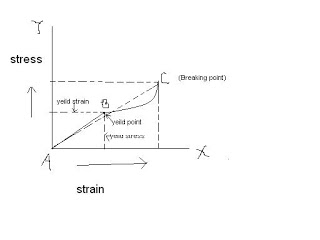 Y
stress
C
(Breaking point)
yeild strain
B
yeild point
yeild stress
A
X
strain